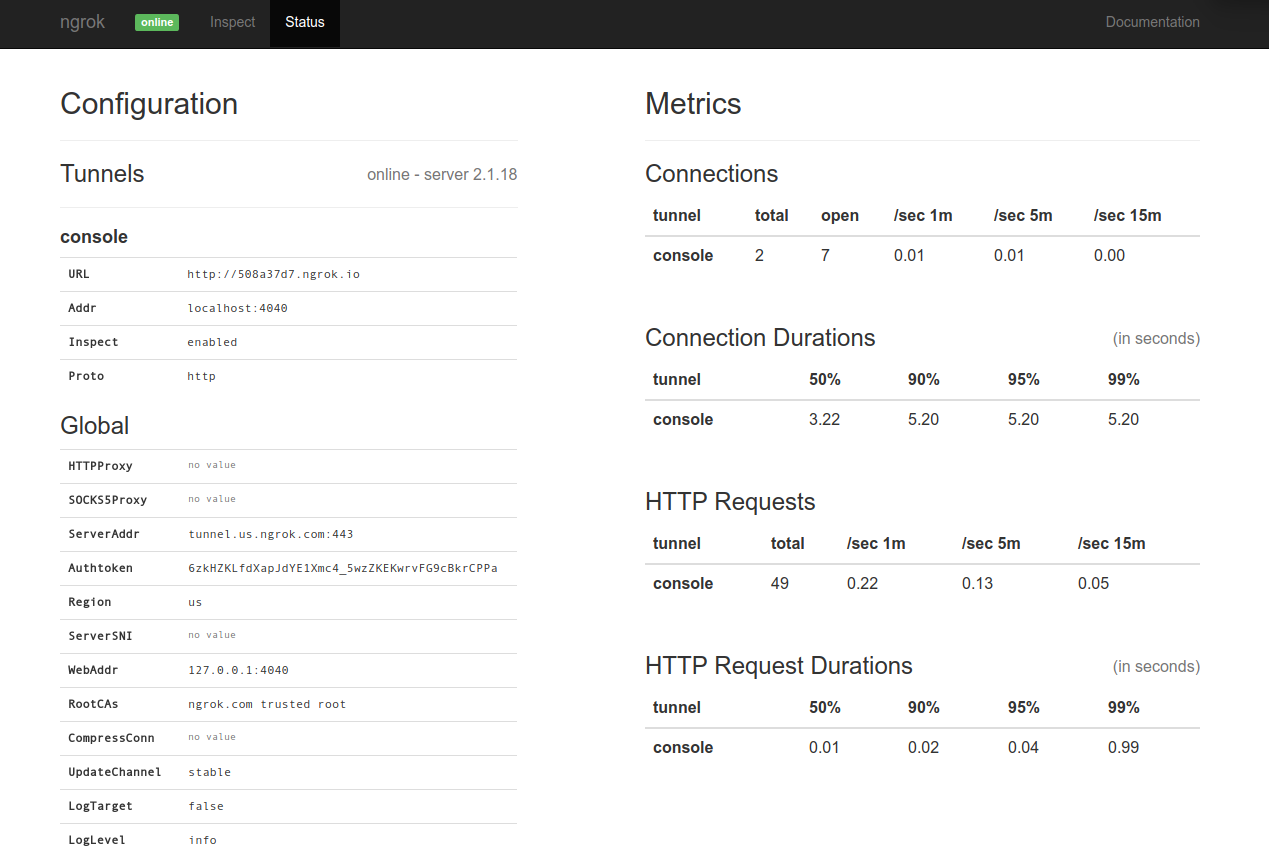 ngrok online Inspect Status Documentation
Configuration
Tunnels online - server 2.1.18
console
URL http://508a37d7.ngrok.io
Addr localhost:4040
Inspect enabled
Proto http
Global
HTTPProxy no value
SOCKS5Proxy no value
ServerAddr tunnel.us.ngrok.com:443
Authtoken 6zkHZKLfdXapJdYE1Xmc4_5wzZKEKwrvFG9cBkrCPPa
Region us
ServerSNI no value
WebAddr 127.0.0.1:4040
RootCAs ngrok.com trusted root
CompressConn no value
UpdateChannel stable
LogTarget false
LogLevel info
Metrics
Connections
tunnel total open /sec 1m /sec 5m /sec 15m
console 2 7 0.01 0.01 0.00
Connection Durations (in seconds)
tunnel 50% 90% 95% 99%
console 3.22 5.20 5.20 5.20
HTTP Requests
tunnel total /sec 1m /sec 5m /sec 15m
console 49 0.22 0.13 0.05
HTTP Request Durations (in seconds)
tunnel 50% 90% 95% 99%
console 0.01 0.02 0.04 0.99